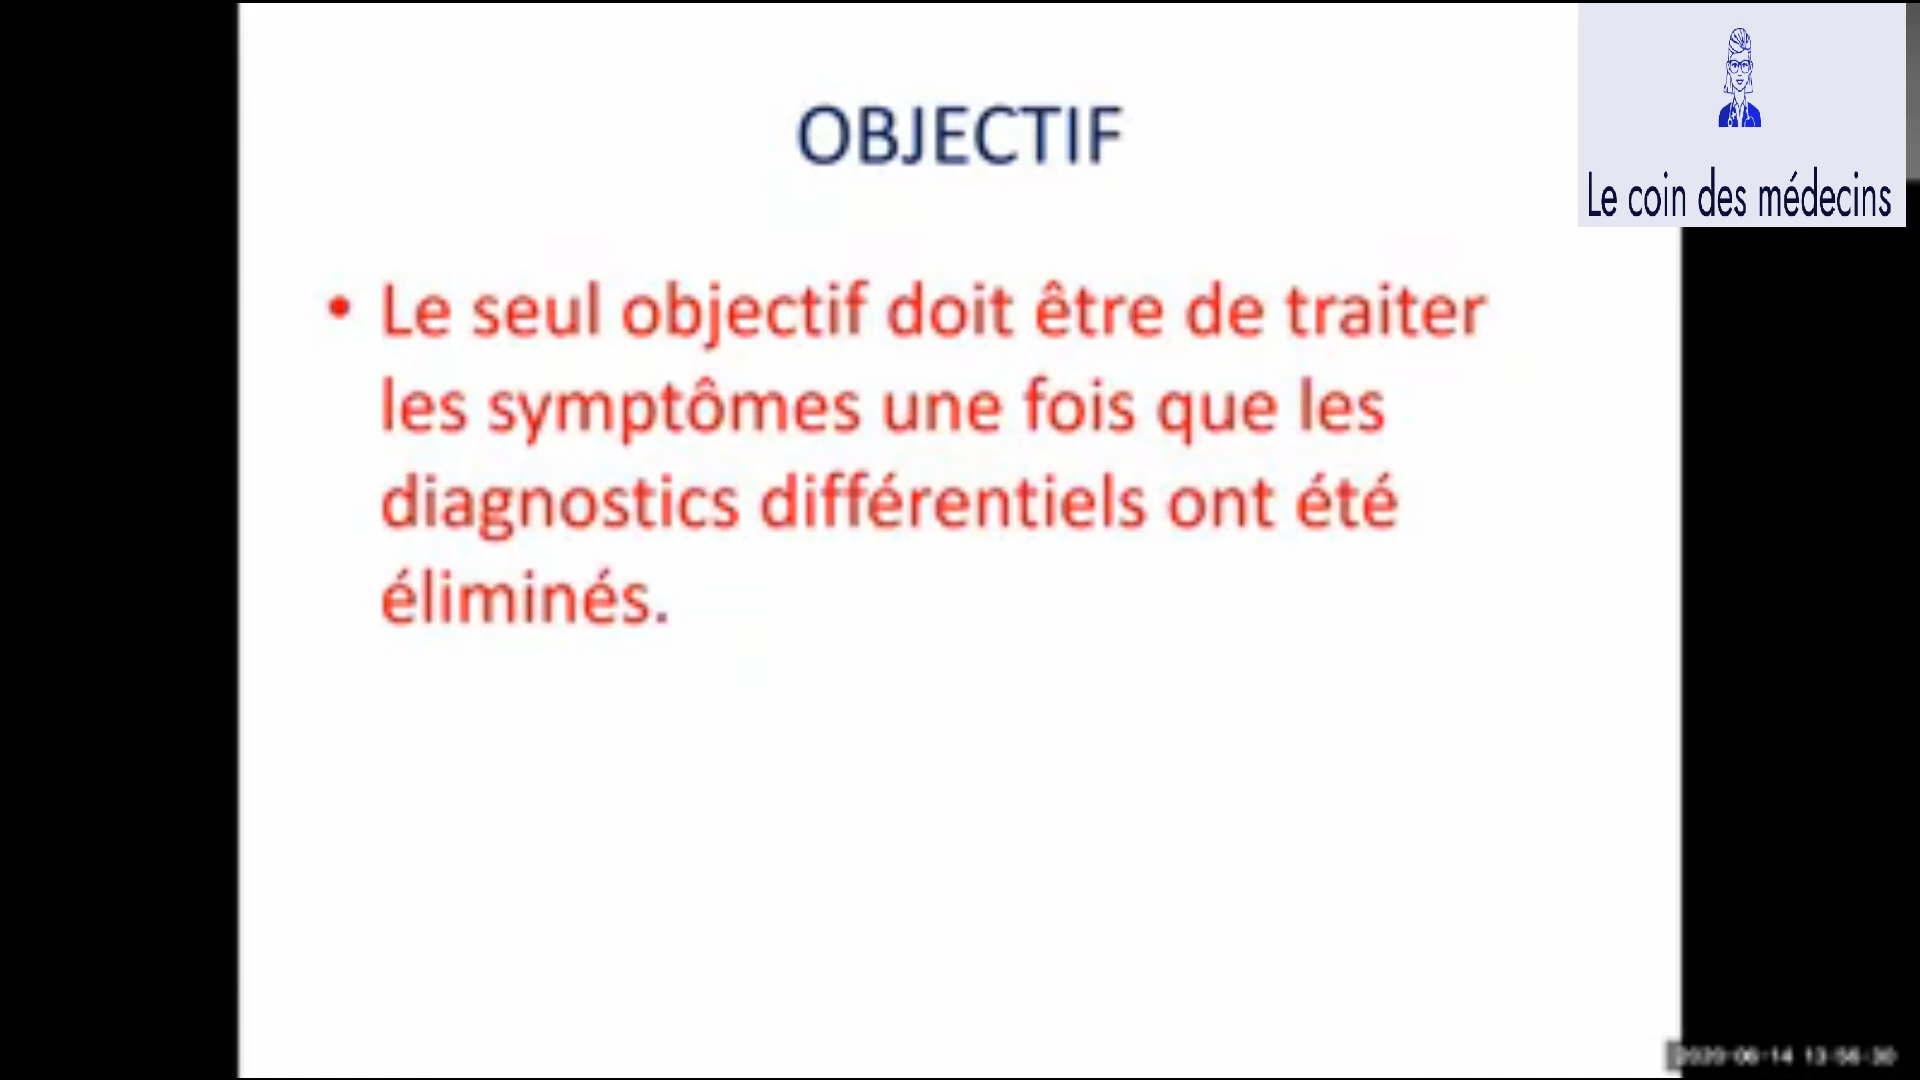 OBJECTIF
Le coin des médecins
• Le seul objectif doit être de traiter
les symptômes une fois que les
diagnostics différentiels ont été
éliminés.
2020-06-14 13:56:30